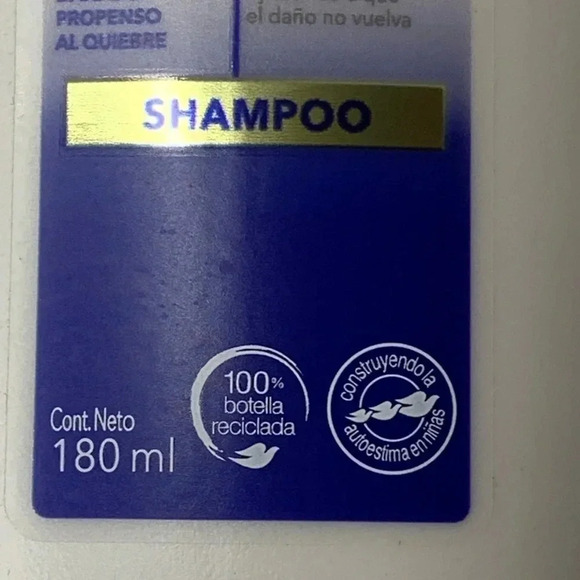 PROPENSO
AL QUIEBRE
el daño no vuelva
SHAMPOO
Cont. Neto
180 ml
100%
botella
reciclada
construyendo la
autoestima en niñas